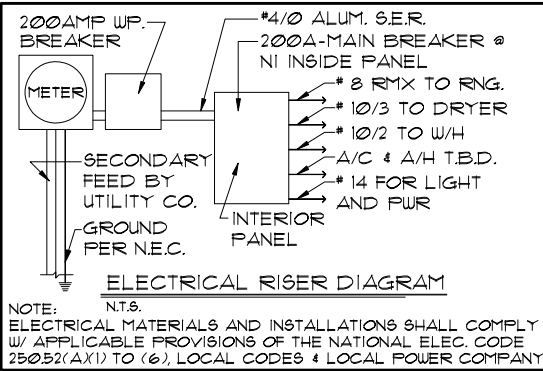 200AMP WP.
BREAKER
#4/0 ALUM. S.E.R.
200A-MAIN BREAKER @
NI INSIDE PANEL
METER
# 8 RMX TO RNG.
# 10/3 TO DRYER
# 10/2 TO W/H
A/C & A/H T.B.D.
# 14 FOR LIGHT
AND PWR
SECONDARY
FEED BY
UTILITY CO.
GROUND
PER N.E.C.
INTERIOR
PANEL
ELECTRICAL RISER DIAGRAM
N.T.S.
NOTE:
ELECTRICAL MATERIALS AND INSTALLATIONS SHALL COMPLY
W/ APPLICABLE PROVISIONS OF THE NATIONAL ELEC. CODE
250.52(A)(1) TO (6), LOCAL CODES & LOCAL POWER COMPANY